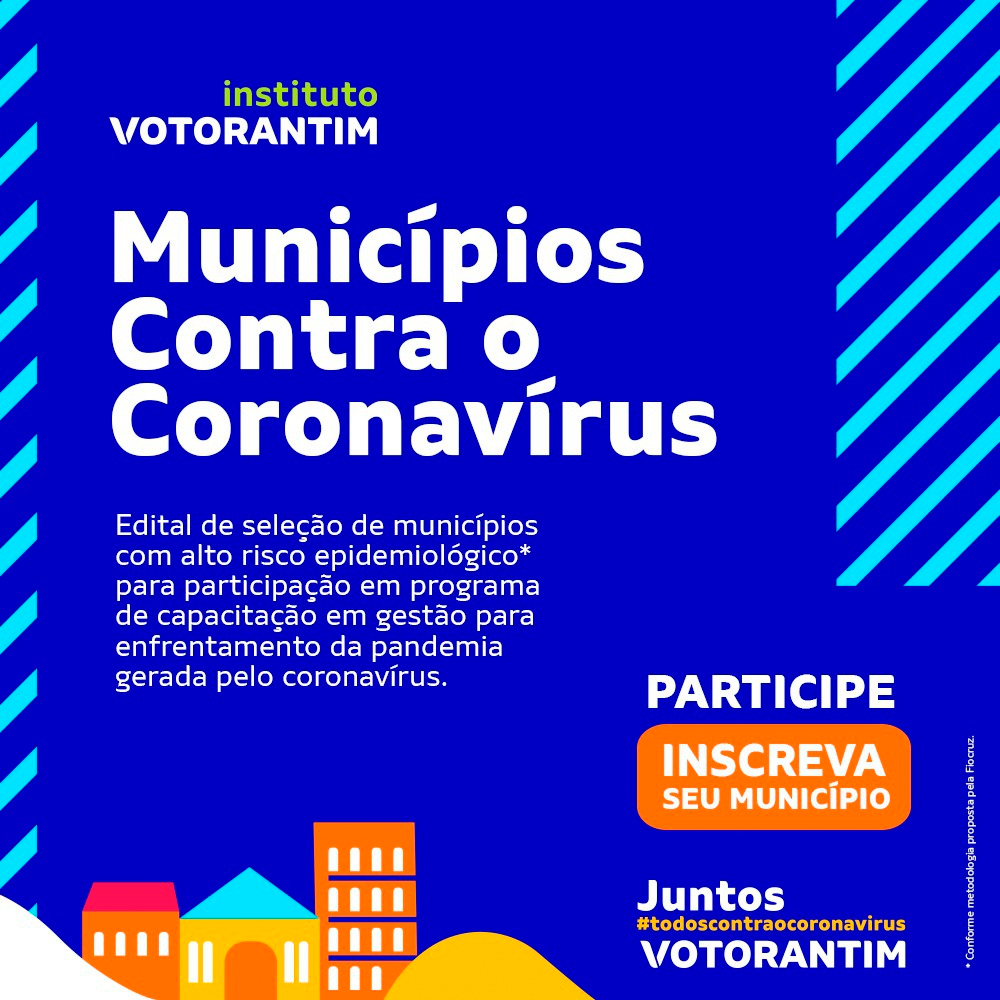 instituto
VOTORANTIM
Municípios
Contra o
Coronavírus
Edital de seleção de municípios
com alto risco epidemiológico*
para participação em programa
de capacitação em gestão para
enfrentamento da pandemia
gerada pelo coronavírus.
PARTICIPE
INSCREVA
SEU MUNICÍPIO
Juntos
#todoscontraocoronavirus
VOTORANTIM
* Conforme metodologia proposta pela Fiocruz.